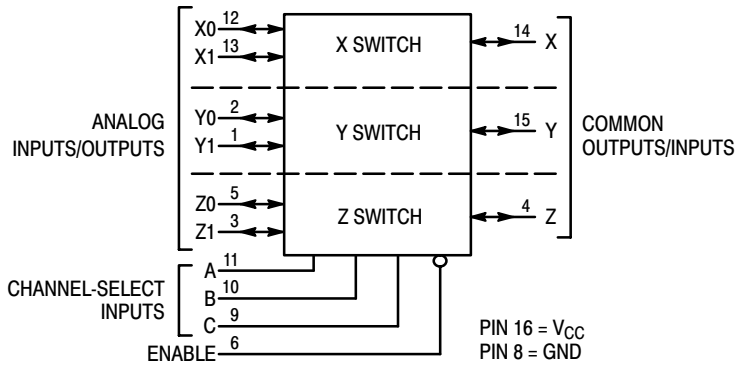 X0 12
X1 13
X SWITCH
14 X
Y0 2
Y1 1
Y SWITCH
15 Y
Z0 5
Z1 3
Z SWITCH
4 Z
ANALOG
INPUTS/OUTPUTS
COMMON
OUTPUTS/INPUTS
CHANNEL-SELECT
INPUTS
A 11
B 10
C 9
ENABLE 6
PIN 16 = VCC
PIN 8 = GND